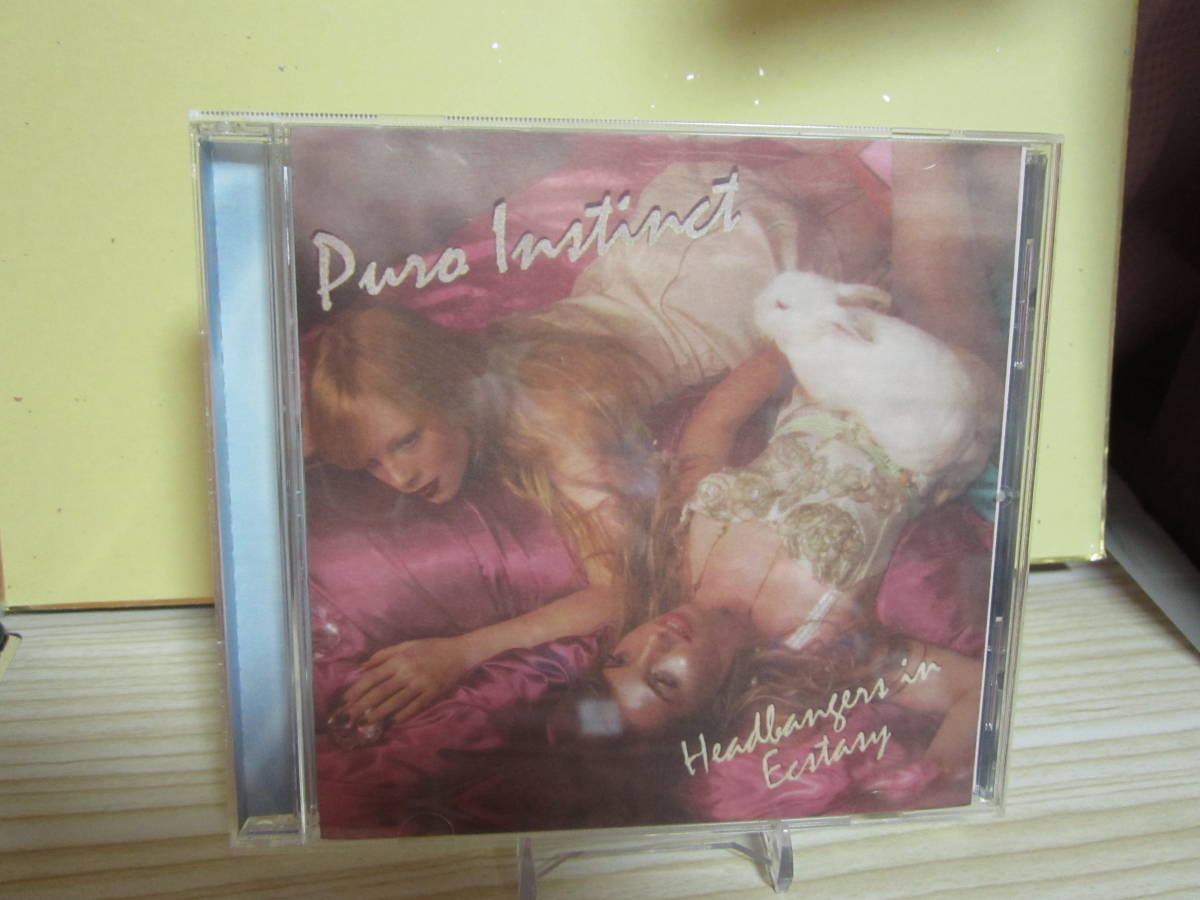 Puro Instinct
Headbangers in
Ecstasy